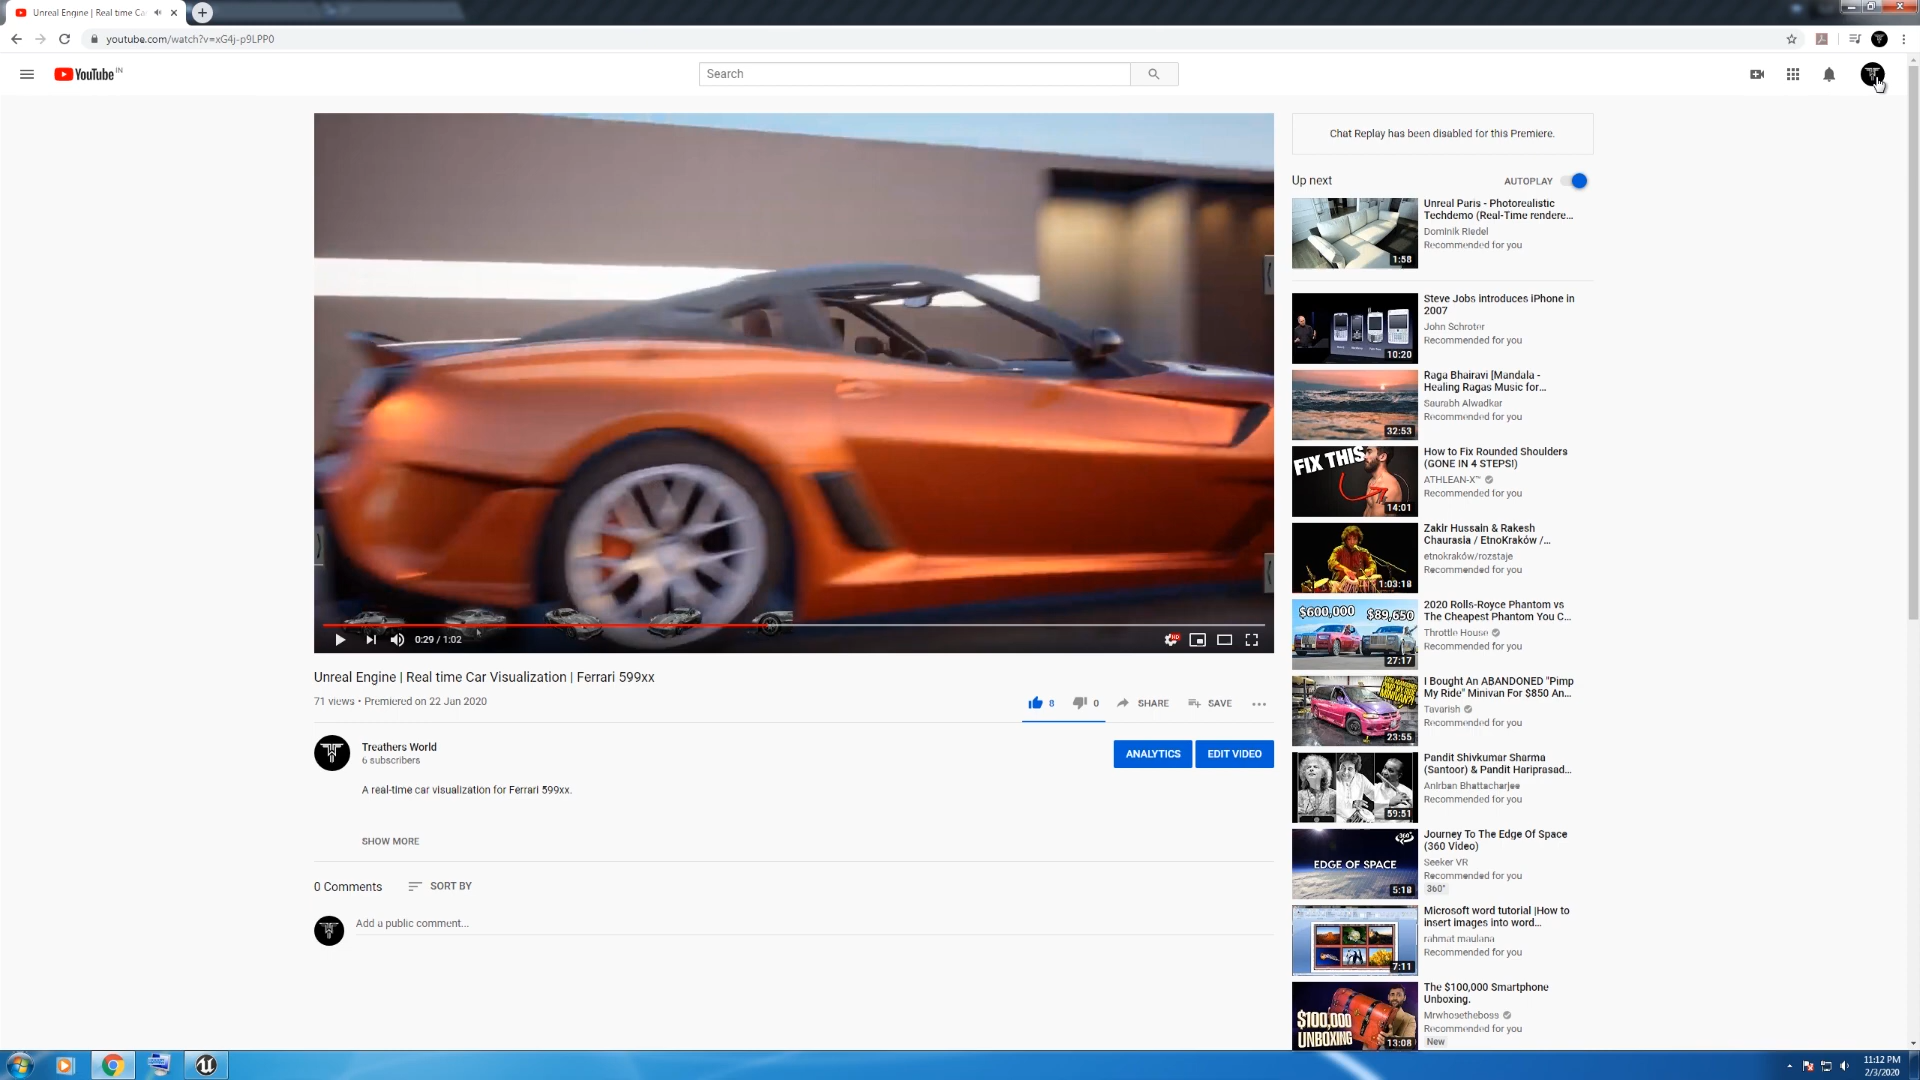 Unreal Engine | Real time Ca
youtube.com/watch?v=xG4j-p9LPP0
YouTube IN
Search
Chat Replay has been disabled for this Premiere.
Up next
AUTOPLAY
Unreal Paris - Photorealistic
Techdemo (Real-Time rendere...
Dominik Riedel
Recommended for you
1:58
Steve Jobs introduces iPhone in
2007
John Schroter
Recommended for you
10:20
Raga Bhairavi [Mandala -
Healing Ragas Music for...
Saurabh Alwadkar
Recommended for you
32:53
FIX THIS
How to Fix Rounded Shoulders
(GONE IN 4 STEPS!)
ATHLEAN-X™
Recommended for you
14:01
Zakir Hussain & Rakesh
Chaurasia / EtnoKraków /...
etnokraków/rozstaje
Recommended for you
1:03:18
$600,000 $89,650
2020 Rolls-Royce Phantom vs
The Cheapest Phantom You C...
Throttle House
Recommended for you
27:17
I Bought An ABANDONED "Pimp
My Ride" Minivan For $850 An...
Tavarish
Recommended for you
23:55
Pandit Shivkumar Sharma
(Santoor) & Pandit Hariprasad...
Anirban Bhattacharjee
Recommended for you
59:51
360°
EDGE OF SPACE
Journey To The Edge Of Space
(360 Video)
Seeker VR
Recommended for you
360°
5:18
Microsoft word tutorial |How to
insert images into word...
rahmat maulana
Recommended for you
7:11
$100,000
UNBOXING
The $100,000 Smartphone
Unboxing.
Mrwhosetheboss
Recommended for you
New
13:08
0:29 / 1:02
HD
Unreal Engine | Real time Car Visualization | Ferrari 599xx
71 views • Premiered on 22 Jan 2020
8
0
SHARE
SAVE
Treathers World
6 subscribers
ANALYTICS
EDIT VIDEO
A real-time car visualization for Ferrari 599xx.
SHOW MORE
0 Comments
SORT BY
Add a public comment...
11:12 PM
2/3/2020